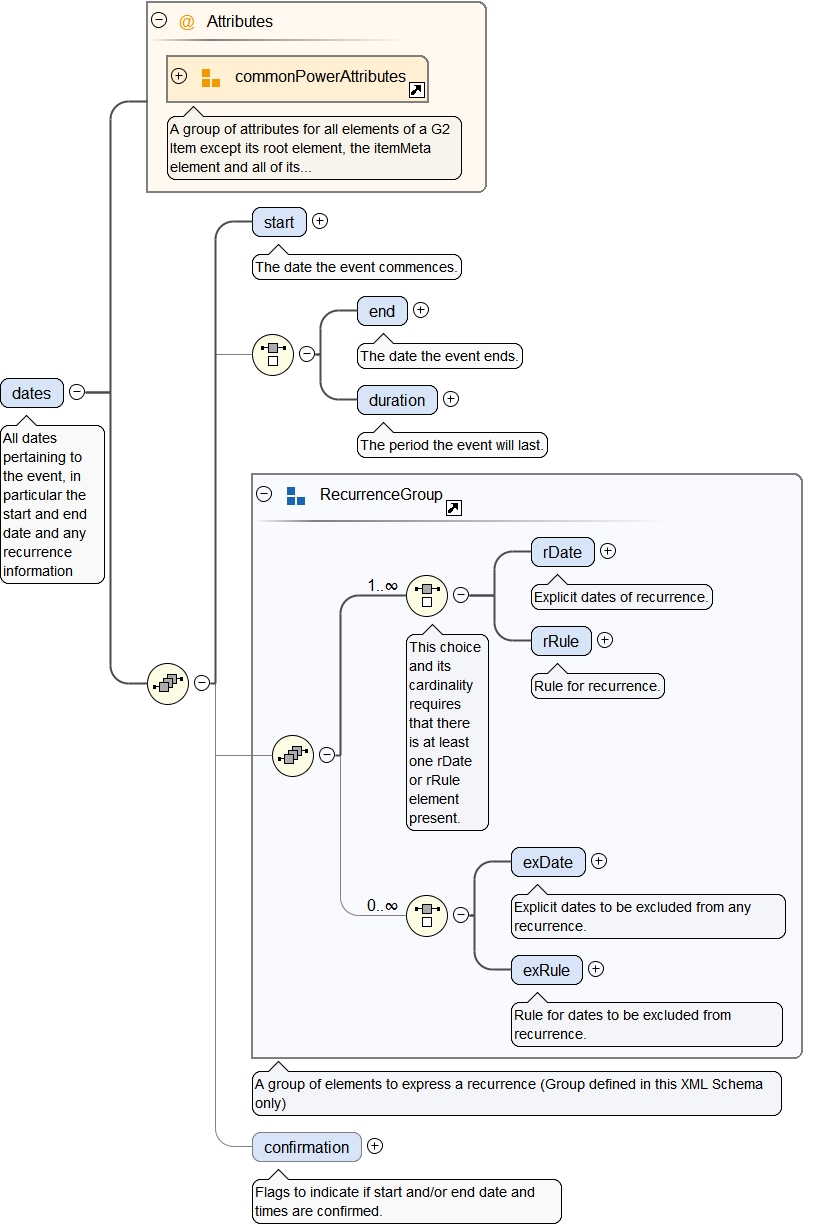 @ Attributes
commonPowerAttributes
A group of attributes for all elements of a G2
Item except its root element, the itemMeta
element and all of its...
start
The date the event commences.
end
The date the event ends.
duration
The period the event will last.
dates
All dates
pertaining to
the event, in
particular the
start and end
date and any
recurrence
information
RecurrenceGroup
1..∞
rDate
Explicit dates of recurrence.
rRule
Rule for recurrence.
This choice
and its
cardinality
requires
that there
is at least
one rDate
or rRule
element
present.
0..∞
exDate
Explicit dates to be excluded from any
recurrence.
exRule
Rule for dates to be excluded from
recurrence.
A group of elements to express a recurrence (Group defined in this XML Schema
only)
confirmation
Flags to indicate if start and/or end date and
times are confirmed.